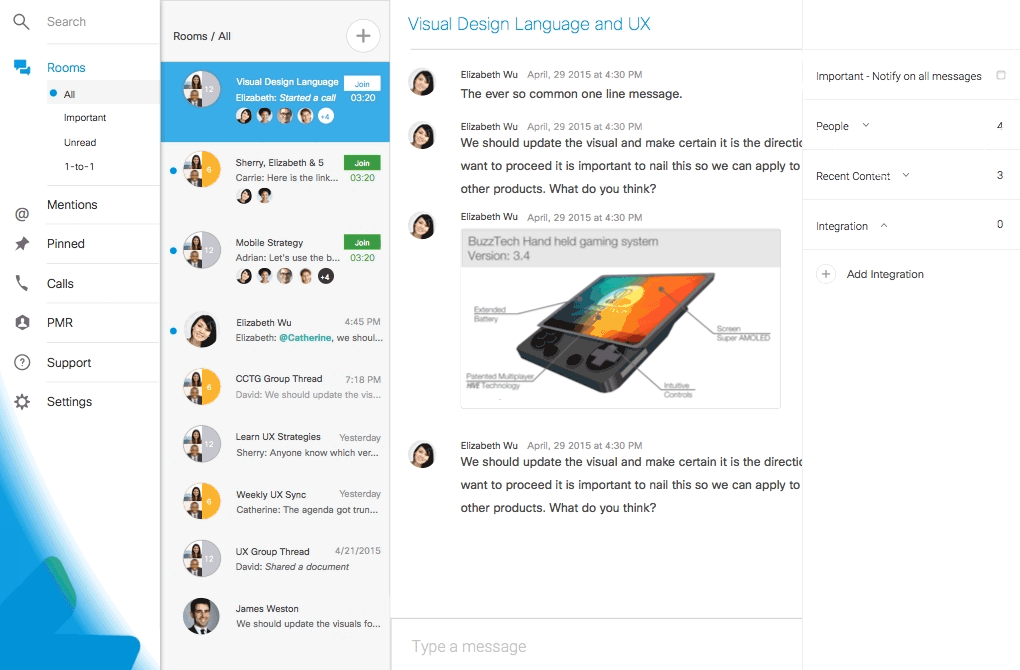 Search
Rooms
All
Important
Unread
1-to-1
Mentions
Pinned
Calls
PMR
Support
Settings
Rooms / All
Visual Design Language Join
12
Elizabeth: Started a call 03:20
+4
Sherry, Elizabeth & 5 Join
6
Carrie: Here is the link... 03:20
Mobile Strategy Join
12
Adrian: Let's use the b... 03:20
+4
Elizabeth Wu 4:45 PM
Elizabeth: @Catherine, we shoul...
CCTG Group Thread 7:18 PM
6
David: We should update the vis...
Learn UX Strategies Yesterday
12
Sherry: Anyone know which ver...
Weekly UX Sync Yesterday
6
Catherine: The agenda got trun...
UX Group Thread 4/21/2015
12
David: Shared a document
James Weston
We should update the visuals fo...
Visual Design Language and UX
Elizabeth Wu April, 29 2015 at 4:30 PM
The ever so common one line message.
Elizabeth Wu April, 29 2015 at 4:30 PM
We should update the visual and make certain it is the directio
want to proceed it is important to nail this so we can apply to
other products. What do you think?
Elizabeth Wu April, 29 2015 at 4:30 PM
BuzzTech Hand held gaming system
Version: 3.4
Extended
Battery
Screen
Super AMOLED
Patented Multiplayer
HIVE Technology
Intuitive
Controls
Elizabeth Wu April, 29 2015 at 4:30 PM
We should update the visual and make certain it is the directio
want to proceed it is important to nail this so we can apply to
other products. What do you think?
Type a message
Important - Notify on all messages
People 4
Recent Content 3
Integration 0
Add Integration